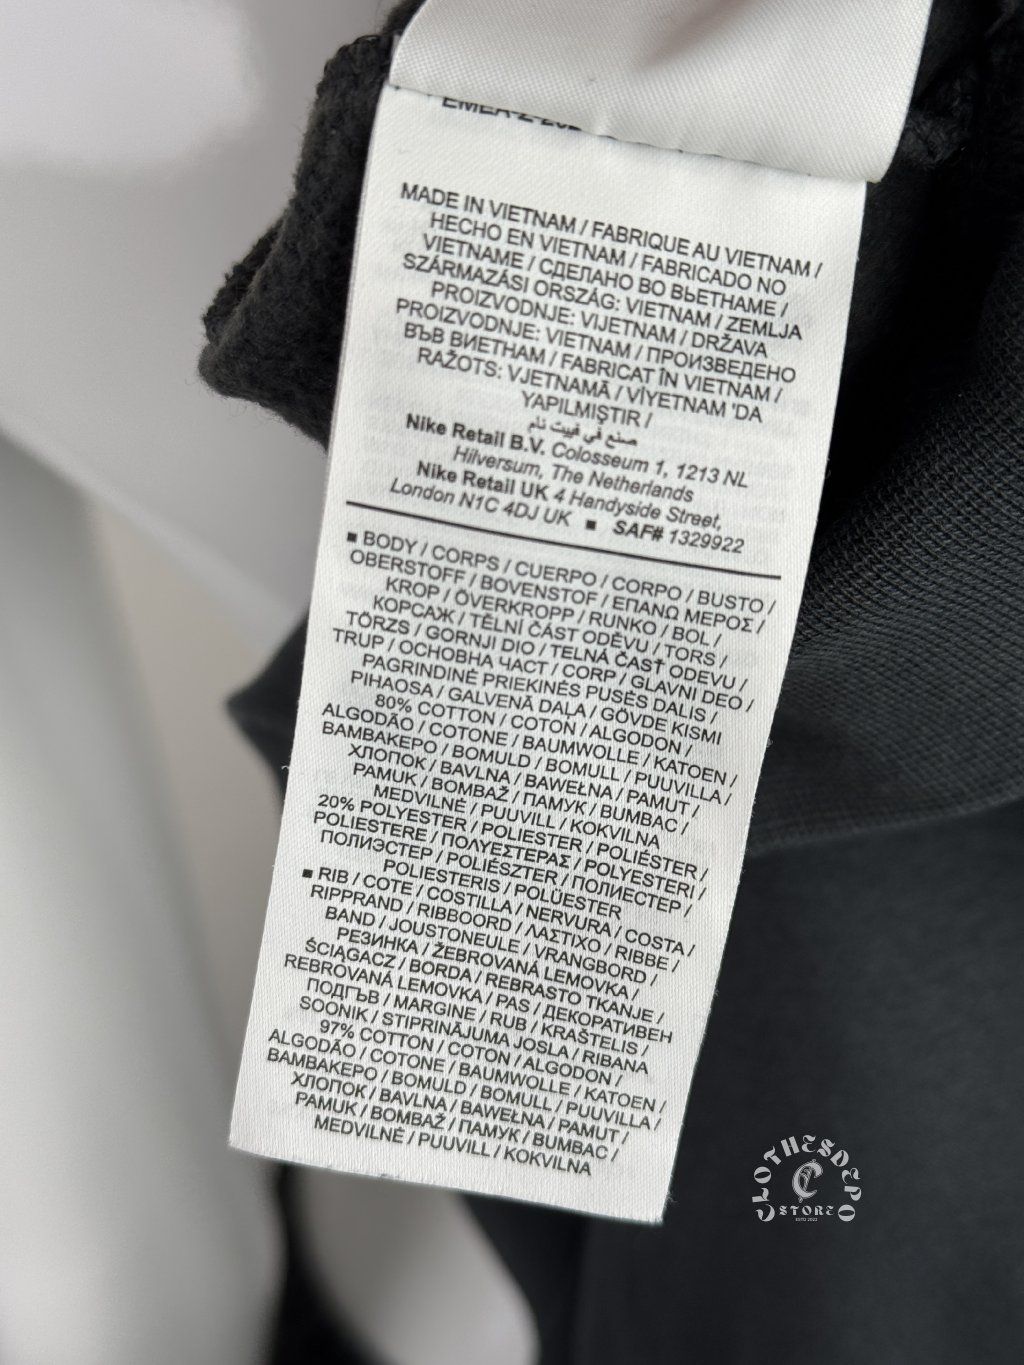 MADE IN VIETNAM / FABRIQUE AU VIETNAM /
HECHO EN VIETNAM / FABRICADO NO
VIETNAME / СДЕЛАНО ВО ВЬЕТНАМЕ /
SZÁRMAZÁSI ORSZÁG: VIETNAM / ZEMLJA
PROIZVODNJE: VIJETNAM / DRŽAVA
PROIZVODNJE: VIETNAM / ПРОИЗВЕДЕНО
ВЪВ ВИЕТНАМ / FABRICAT ÎN VIETNAM /
RAŽOTS: VJETNAMĀ / VİYETNAM 'DA
YAPILMIŞTIR /
صنع في فييت نام
Nike Retail B.V. Colosseum 1, 1213 NL
Hilversum, The Netherlands
Nike Retail UK 4 Handyside Street,
London N1C 4DJ UK ■ SAF# 1329922
■ BODY / CORPS / CUERPO / CORPO / BUSTO /
OBERSTOFF / BOVENSTOF / ΕΠΑΝΩ ΜΕΡΟΣ /
KROP / ÖVERKROPP / RUNKO / BOL /
КОРСАЖ / TĚLNÍ ČÁST ODĚVU / TORS /
TÖRZS / GORNJI DIO / TELNÁ ČASŤ ODEVU /
TRUP / ОСНОВНА ЧАСТ / CORP / GLAVNI DEO /
PAGRINDINĖ PRIEKINĖS PUSĖS DALIS /
PIHAOSA / GALVENĀ DAĻA / GÖVDE KISMI
80% COTTON / COTON / ALGODON /
ALGODÃO / COTONE / BAUMWOLLE / KATOEN /
ΒΑΜΒΑΚΕΡΟ / BOMULD / BOMULL / PUUVILLA /
ХЛОПОК / BAVLNA / BAWEŁNA / PAMUT /
PAMUK / BOMBAŽ / ПАМУК / BUMBAC /
MEDVILNĖ / PUUVILL / KOKVILNA
20% POLYESTER / POLIESTER / POLIÉSTER /
POLIESTERE / ΠΟΛΥΕΣΤΕΡΑΣ / POLYESTERI /
ПОЛИЭСТЕР / POLIÉSZTER / ПОЛИЕСТЕР /
POLIESTERIS / POLÜESTER
■ RIB / COTE / COSTILLA / NERVURA / COSTA /
RIPPRAND / RIBBOORD / ΛΑΣΤΙΧΟ / RIBBE /
BAND / JOUSTONEULE / VRANGBORD /
РЕЗИНКА / ŽEBROVANÁ LEMOVKA /
ŚCIĄGACZ / BORDA / REBRASTO TKANJE /
REBROVANÁ LEMOVKA / PAS / ДЕКОРАТИВЕН
ПОДГЪВ / MARGINE / RUB / KRAŠTELIS /
SOONIK / STIPRINĀJUMA JOSLA / RIBANA
97% COTTON / COTON / ALGODON /
ALGODÃO / COTONE / BAUMWOLLE / KATOEN /
ΒΑΜΒΑΚΕΡΟ / BOMULD / BOMULL / PUUVILLA /
ХЛОПОК / BAVLNA / BAWEŁNA / PAMUT /
PAMUK / BOMBAŽ / ПАМУК / BUMBAC /
MEDVILNĖ / PUUVILL / KOKVILNA
CLOTHESDEPO
STORE
ESTD 2022